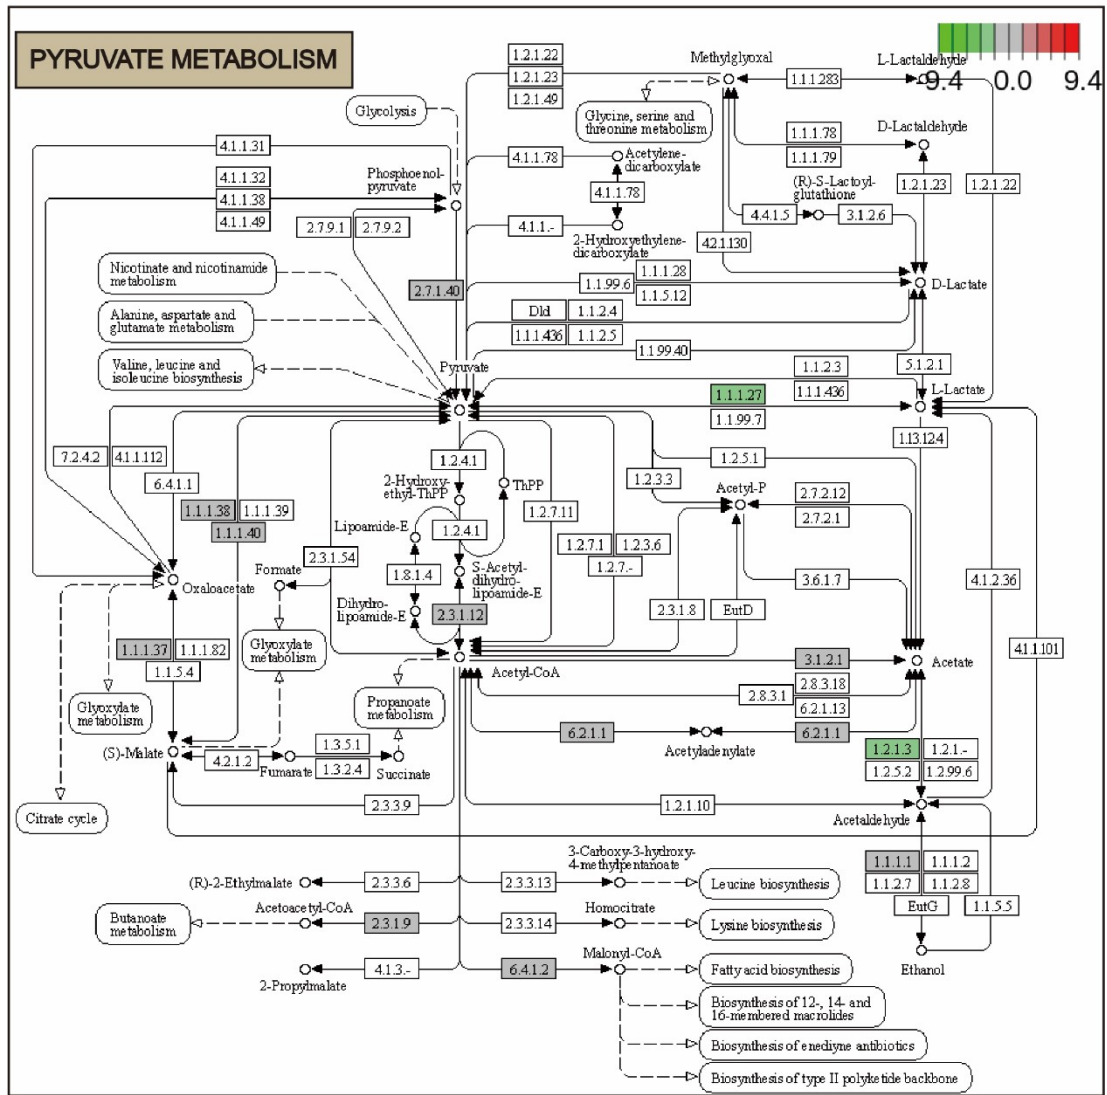 PYRUVATE METABOLISM
-9.4 0.0 9.4
1.2.1.22
1.2.1.23
1.2.1.49
Methylglyoxal
1.1.1.283
L-Lactaldehyde
Glycolysis
Glycine, serine and
threonine metabolism
1.1.1.78
1.1.1.79
D-Lactaldehyde
4.1.1.31
4.1.1.32
4.1.1.38
4.1.1.49
Phosphoenol-
pyruvate
4.1.1.78
Acetylene-
dicarboxylate
4.1.1.78
(R)-S-Lactoyl-
glutathione
1.2.1.23
1.2.1.22
2.7.9.1
2.7.9.2
4.1.1.-
2-Hydroxyethylene-
dicarboxylate
4.4.1.5
3.1.2.6
4.2.1.130
Nicotinate and nicotinamide
metabolism
2.7.1.40
1.1.99.6
1.1.1.28
1.1.5.12
D-Lactate
Alanine, aspartate and
glutamate metabolism
Dld
1.1.2.4
1.1.1.436
1.1.2.5
1.1.99.40
Valine, leucine and
isoleucine biosynthesis
Pyruvate
1.1.2.3
1.1.1.436
5.1.2.1
L-Lactate
1.1.1.27
1.1.99.7
1.13.12.4
7.2.4.2
4.1.1.112
6.4.1.1
1.2.4.1
1.2.5.1
2-Hydroxy-
ethyl-ThPP
ThPP
1.2.3.3
Acetyl-P
2.7.2.12
2.7.2.1
1.1.1.38
1.1.1.39
1.1.1.40
Lipoamide-E
1.2.4.1
1.2.7.11
1.2.7.1
1.2.3.6
1.2.7.-
2.3.1.54
Oxaloacetate
Formate
1.8.1.4
S-Acetyl-
dihydro-
lipoamide-E
3.6.1.7
4.1.2.36
Dihydro-
lipoamide-E
2.3.1.12
2.3.1.8
EutD
1.1.1.37
1.1.1.82
1.1.5.4
Glyoxylate
metabolism
4.1.1.101
Acetyl-CoA
3.1.2.1
Acetate
Glyoxylate
metabolism
Propanoate
metabolism
2.8.3.1
2.8.3.18
6.2.1.13
6.2.1.1
Acetyladenylate
6.2.1.1
(S)-Malate
4.2.1.2
Fumarate
1.3.5.1
1.3.2.4
Succinate
1.2.1.3
1.2.1.-
1.2.5.2
1.2.99.6
Citrate cycle
2.3.3.9
1.2.1.10
Acetaldehyde
(R)-2-Ethylmalate
2.3.3.6
2.3.3.13
3-Carboxy-3-hydroxy-
4-methylpentanoate
Leucine biosynthesis
1.1.1.1
1.1.1.2
1.1.2.7
1.1.2.8
EutG
1.1.5.5
Butanoate
metabolism
Acetoacetyl-CoA
2.3.1.9
2.3.3.14
Homocitrate
Lysine biosynthesis
Ethanol
2-Propylmalate
4.1.3.-
6.4.1.2
Malonyl-CoA
Fatty acid biosynthesis
Biosynthesis of 12-, 14- and
16-membered macrolides
Biosynthesis of enediyne antibiotics
Biosynthesis of type II polyketide backbone